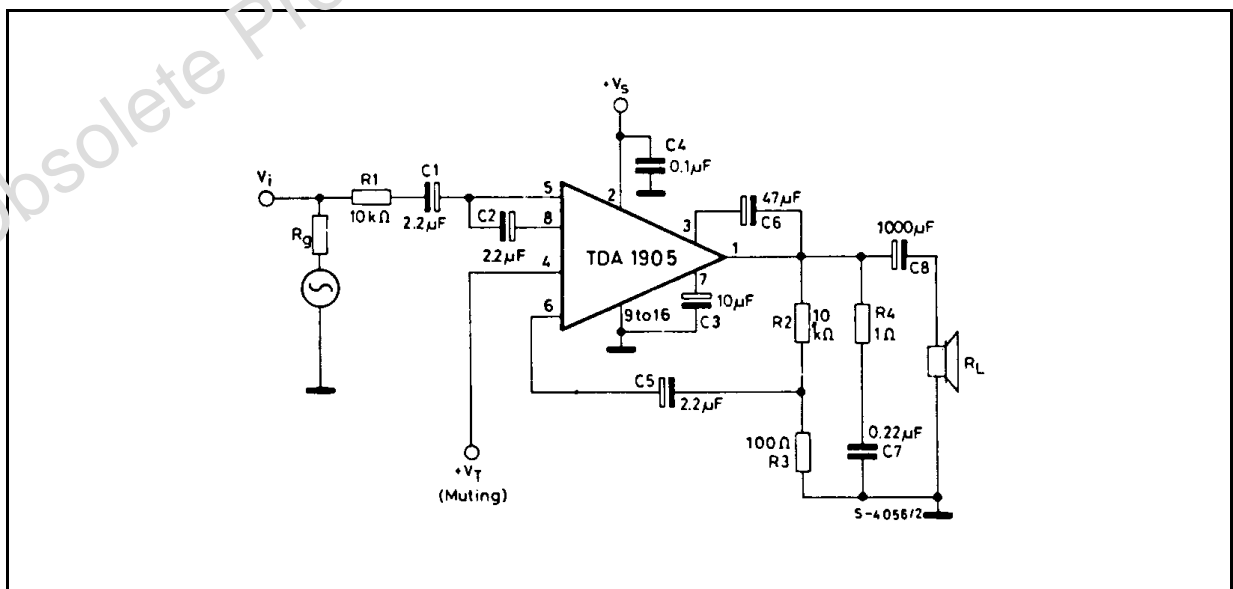 Obsolete Pr
+Vs
C4
0.1µF
Vi
R1
10kΩ
C1
2.2µF
C2
2.2µF
Rg
5
8
4
6
2
TDA 1905
3
1
7
9 to 16
47µF
C6
10µF
C3
1000µF
C8
R2
10
kΩ
R4
1Ω
RL
C5
2.2µF
100Ω
R3
0.22µF
C7
+VT
(Muting)
S-4056/2